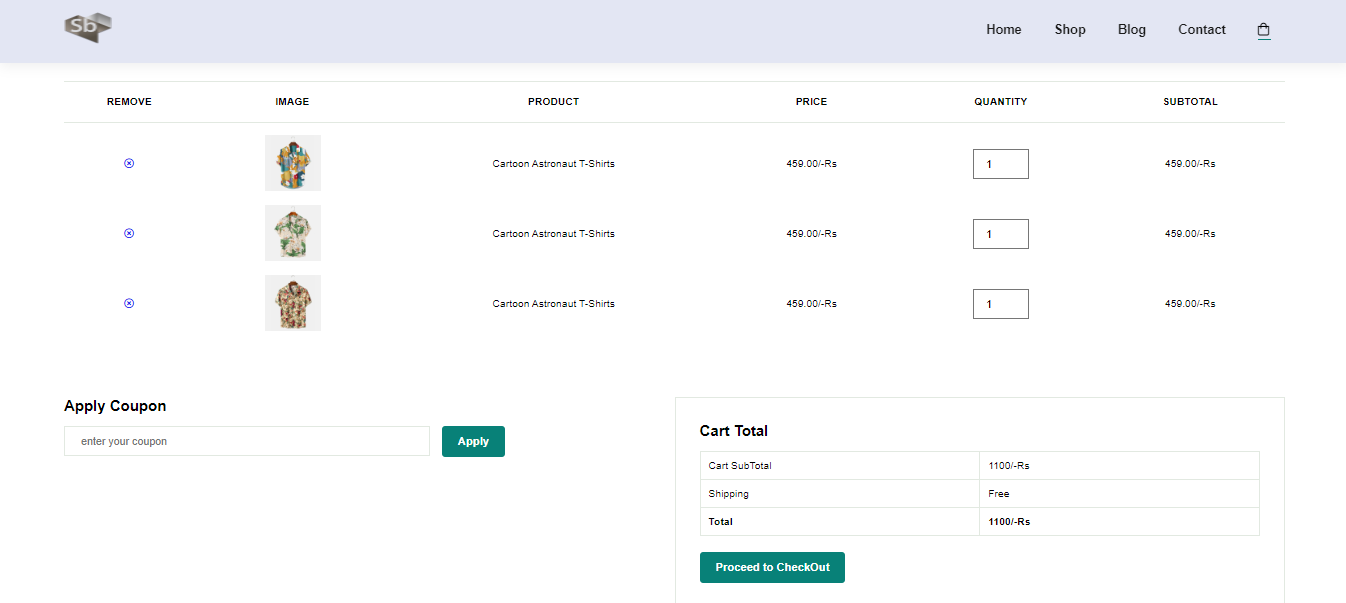 Sb
Home Shop Blog Contact
REMOVE IMAGE PRODUCT PRICE QUANTITY SUBTOTAL
Cartoon Astronaut T-Shirts 459.00/-Rs 1 459.00/-Rs
Cartoon Astronaut T-Shirts 459.00/-Rs 1 459.00/-Rs
Cartoon Astronaut T-Shirts 459.00/-Rs 1 459.00/-Rs
Apply Coupon
enter your coupon Apply
Cart Total
Cart SubTotal 1100/-Rs
Shipping Free
Total 1100/-Rs
Proceed to CheckOut